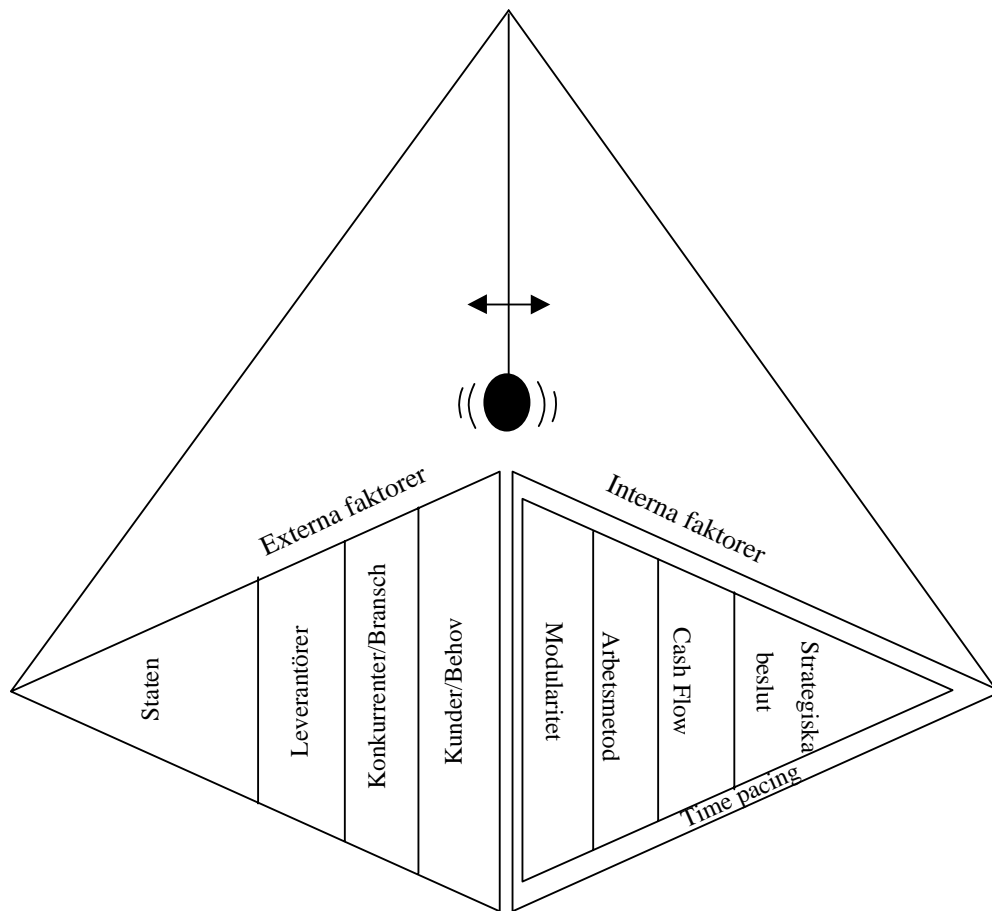 Externa faktorer
Interna faktorer
Staten
Leverantörer
Konkurrenter/Bransch
Kunder/Behov
Modularitet
Arbetsmetod
Cash Flow
Strategiska
beslut
Time pacing